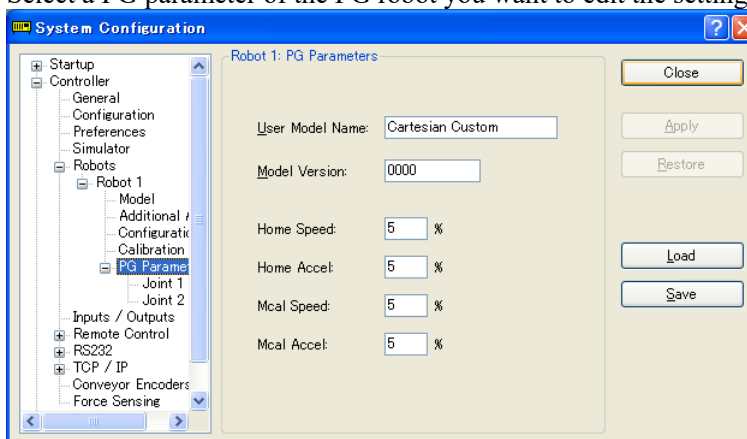 Select a PG parameter of the PG robot you want to edit the setting
System Configuration
Startup
Controller
General
Configuration
Preferences
Simulator
Robots
Robot 1
Model
Additional
Configuratic
Calibration
PG Parame
Joint 1
Joint 2
Inputs / Outputs
Remote Control
RS232
TCP / IP
Conveyor Encoders
Force Sensing
Robot 1: PG Parameters
User Model Name: Cartesian Custom
Model Version: 0000
Home Speed: 5 %
Home Accel: 5 %
Mcal Speed: 5 %
Mcal Accel: 5 %
Close
Apply
Restore
Load
Save